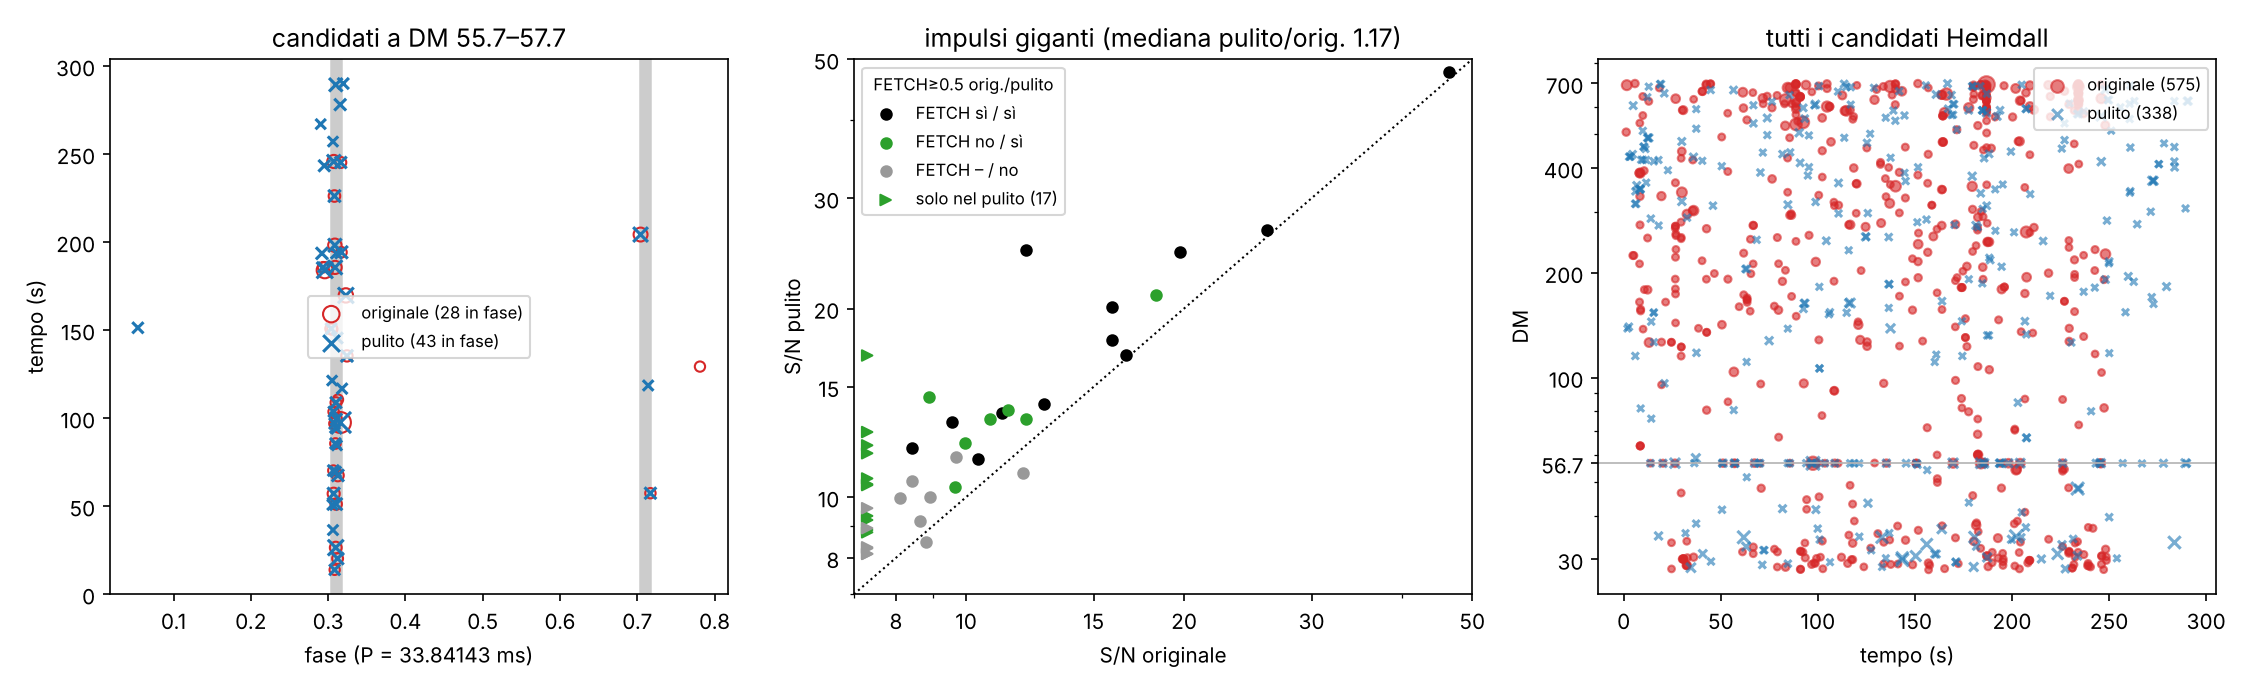 candidati a DM 55.7–57.7
300
250
200
150
100
50
0
tempo (s)
originale (28 in fase)
pulito (43 in fase)
0.1 0.2 0.3 0.4 0.5 0.6 0.7 0.8
fase (P = 33.84143 ms)
impulsi giganti (mediana pulito/orig. 1.17)
50
30
20
15
10
8
S/N pulito
FETCH≥0.5 orig./pulito
FETCH sì / sì
FETCH no / sì
FETCH – / no
solo nel pulito (17)
8 10 15 20 30 50
S/N originale
tutti i candidati Heimdall
700
400
200
100
56.7
30
DM
originale (575)
pulito (338)
0 50 100 150 200 250 300
tempo (s)